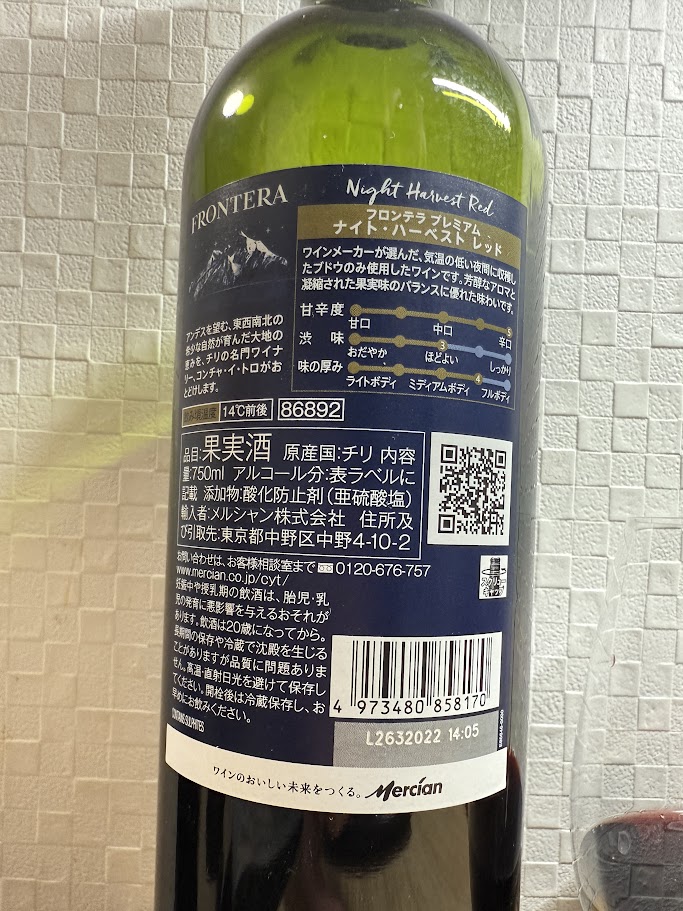 FRONTERA
Night Harvest Red
フロンテラ プレミアム
ナイト・ハーベスト レッド
ワインメーカーが選んだ、気温の低い夜間に収穫し
たブドウのみ使用したワインです。芳醇なアロマと
凝縮された果実味のバランスに優れた味わいです。
甘辛度 5
甘口 中口 辛口
渋味 3
おだやか ほどよい しっかり
味の厚み 4
ライトボディ ミディアムボディ フルボディ
アンデスを望む、東西南北の
希少な自然が育んだ大地の
恵みを、チリの名門ワイナ
リー、コンチャ・イ・トロがお
とどけします。
14℃前後 86892
品目:果実酒 原産国:チリ 内容
量:750ml アルコール分:表ラベルに
記載 添加物:酸化防止剤(亜硫酸塩)
輸入者:メルシャン株式会社 住所及
び引取先:東京都中野区中野4-10-2
お問い合わせは、お客様相談室まで 0120-676-757
www.mercian.co.jp/cyt/
妊娠中や授乳期の飲酒は、胎児・乳
児の発育に悪影響を与えるおそれが
あります。飲酒は20歳になってから。
長期間の保存や冷蔵で沈殿を生じる
ことがありますが品質に問題ありま
せん。高温・直射日光を避けて保存し
てください。開栓後は冷蔵保存し、お
早めにお飲みください。
CONTAINS SULPHITES
スクリュー
キャップ
4 973480 858170
L2632022 14:05
ワインのおいしい未来をつくる。 Mercian